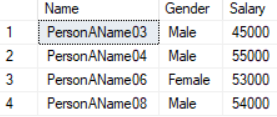 Name Gender Salary
1 PersonAName03 Male 45000
2 PersonAName04 Male 55000
3 PersonAName06 Female 53000
4 PersonAName08 Male 54000